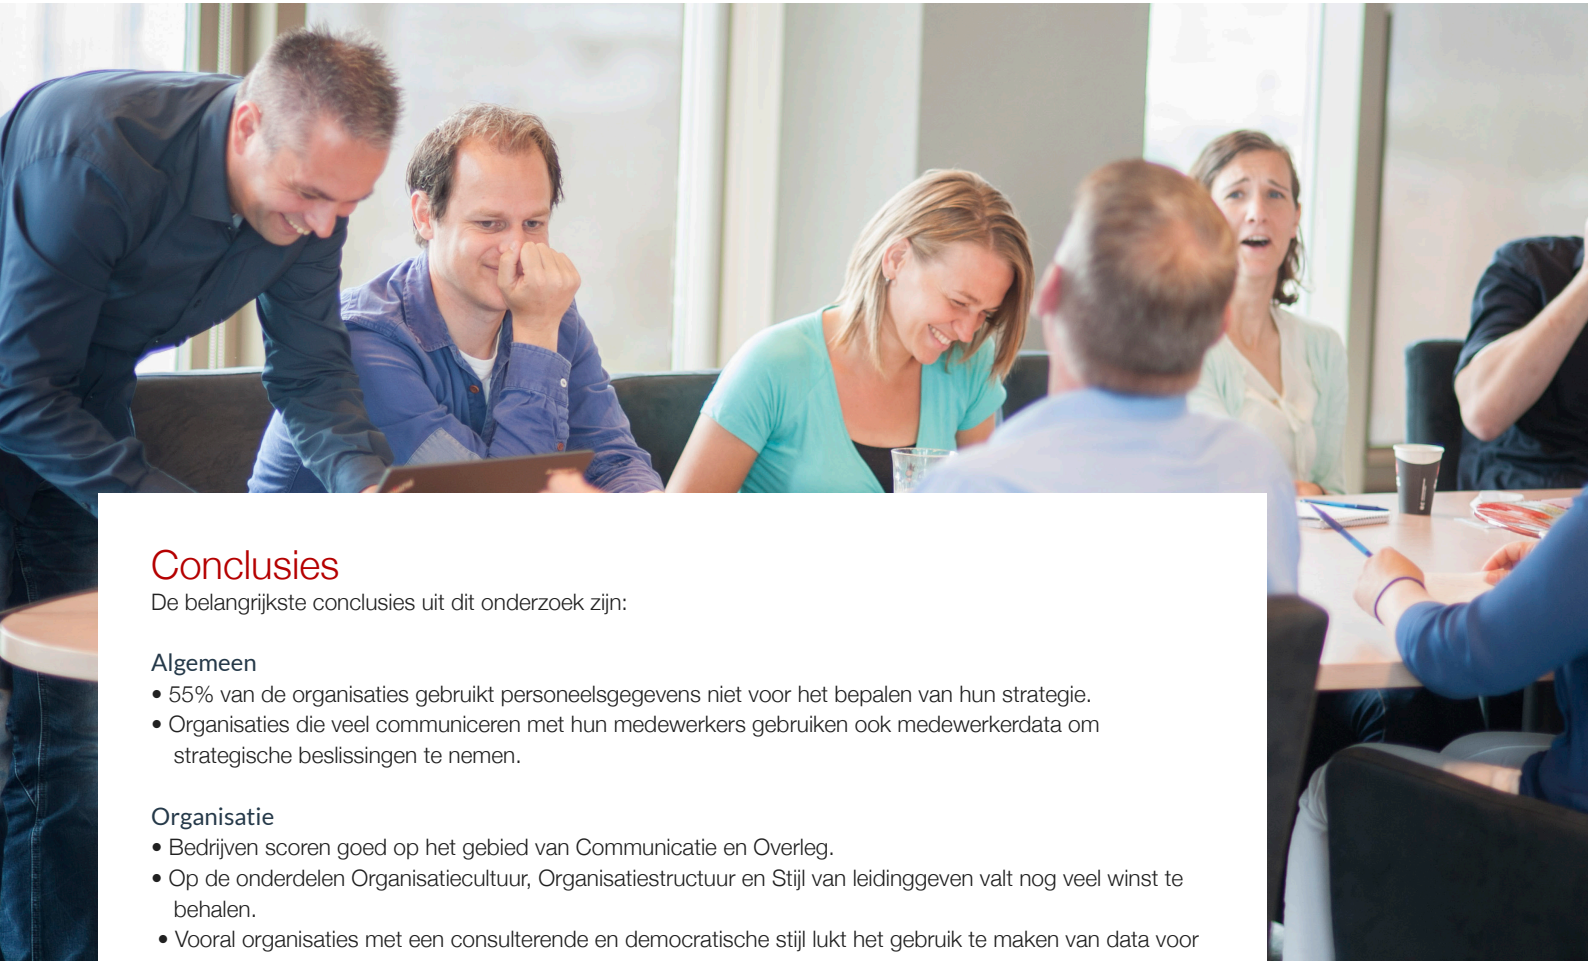 Conclusies
De belangrijkste conclusies uit dit onderzoek zijn:
Algemeen
• 55% van de organisaties gebruikt personeelsgegevens niet voor het bepalen van hun strategie.
• Organisaties die veel communiceren met hun medewerkers gebruiken ook medewerkerdata om
strategische beslissingen te nemen.
Organisatie
• Bedrijven scoren goed op het gebied van Communicatie en Overleg.
• Op de onderdelen Organisatiecultuur, Organisatiestructuur en Stijl van leidinggeven valt nog veel winst te
behalen.
• Vooral organisaties met een consulterende en democratische stijl lukt het gebruik te maken van data voor